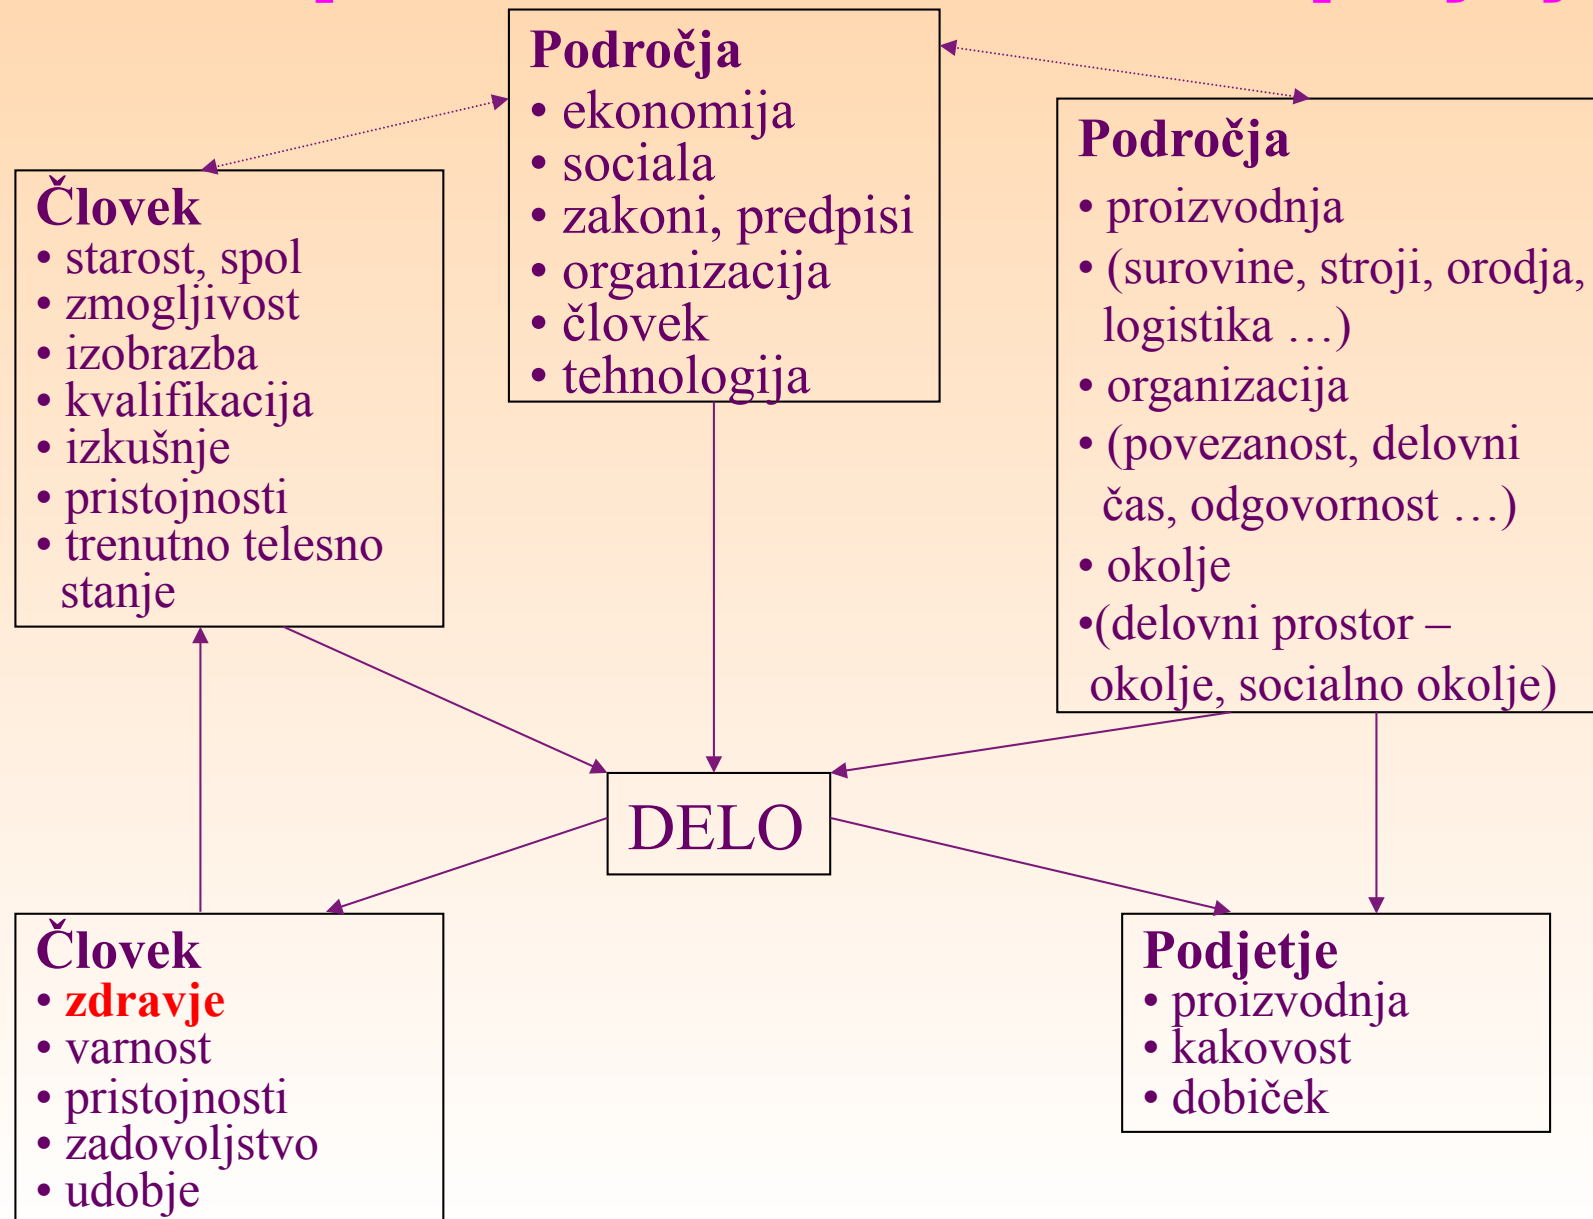 Področja
• ekonomija
• sociala
• zakoni, predpisi
• organizacija
• človek
• tehnologija
Področja
• proizvodnja
• (surovine, stroji, orodja,
logistika …)
• organizacija
• (povezanost, delovni
čas, odgovornost …)
• okolje
•(delovni prostor –
okolje, socialno okolje)
Človek
• starost, spol
• zmogljivost
• izobrazba
• kvalifikacija
• izkušnje
• pristojnosti
• trenutno telesno
stanje
DELO
Človek
• zdravje
• varnost
• pristojnosti
• zadovoljstvo
• udobje
Podjetje
• proizvodnja
• kakovost
• dobiček